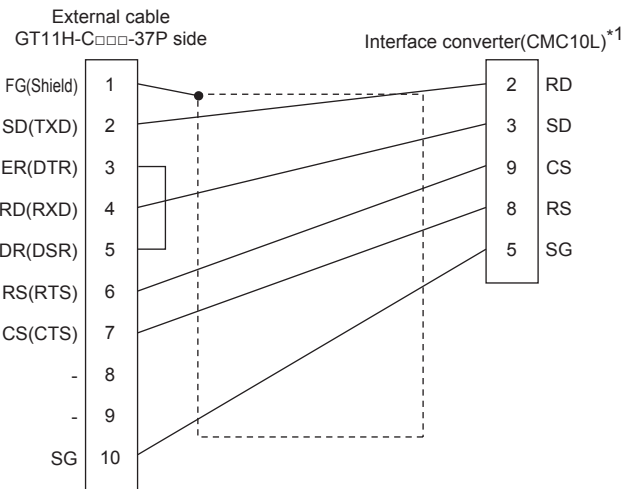 External cable
GT11H-C□□□-37P side
Interface converter(CMC10L)*1
FG(Shield) 1
SD(TXD) 2
ER(DTR) 3
RD(RXD) 4
DR(DSR) 5
RS(RTS) 6
CS(CTS) 7
- 8
- 9
SG 10
2 RD
3 SD
9 CS
8 RS
5 SG